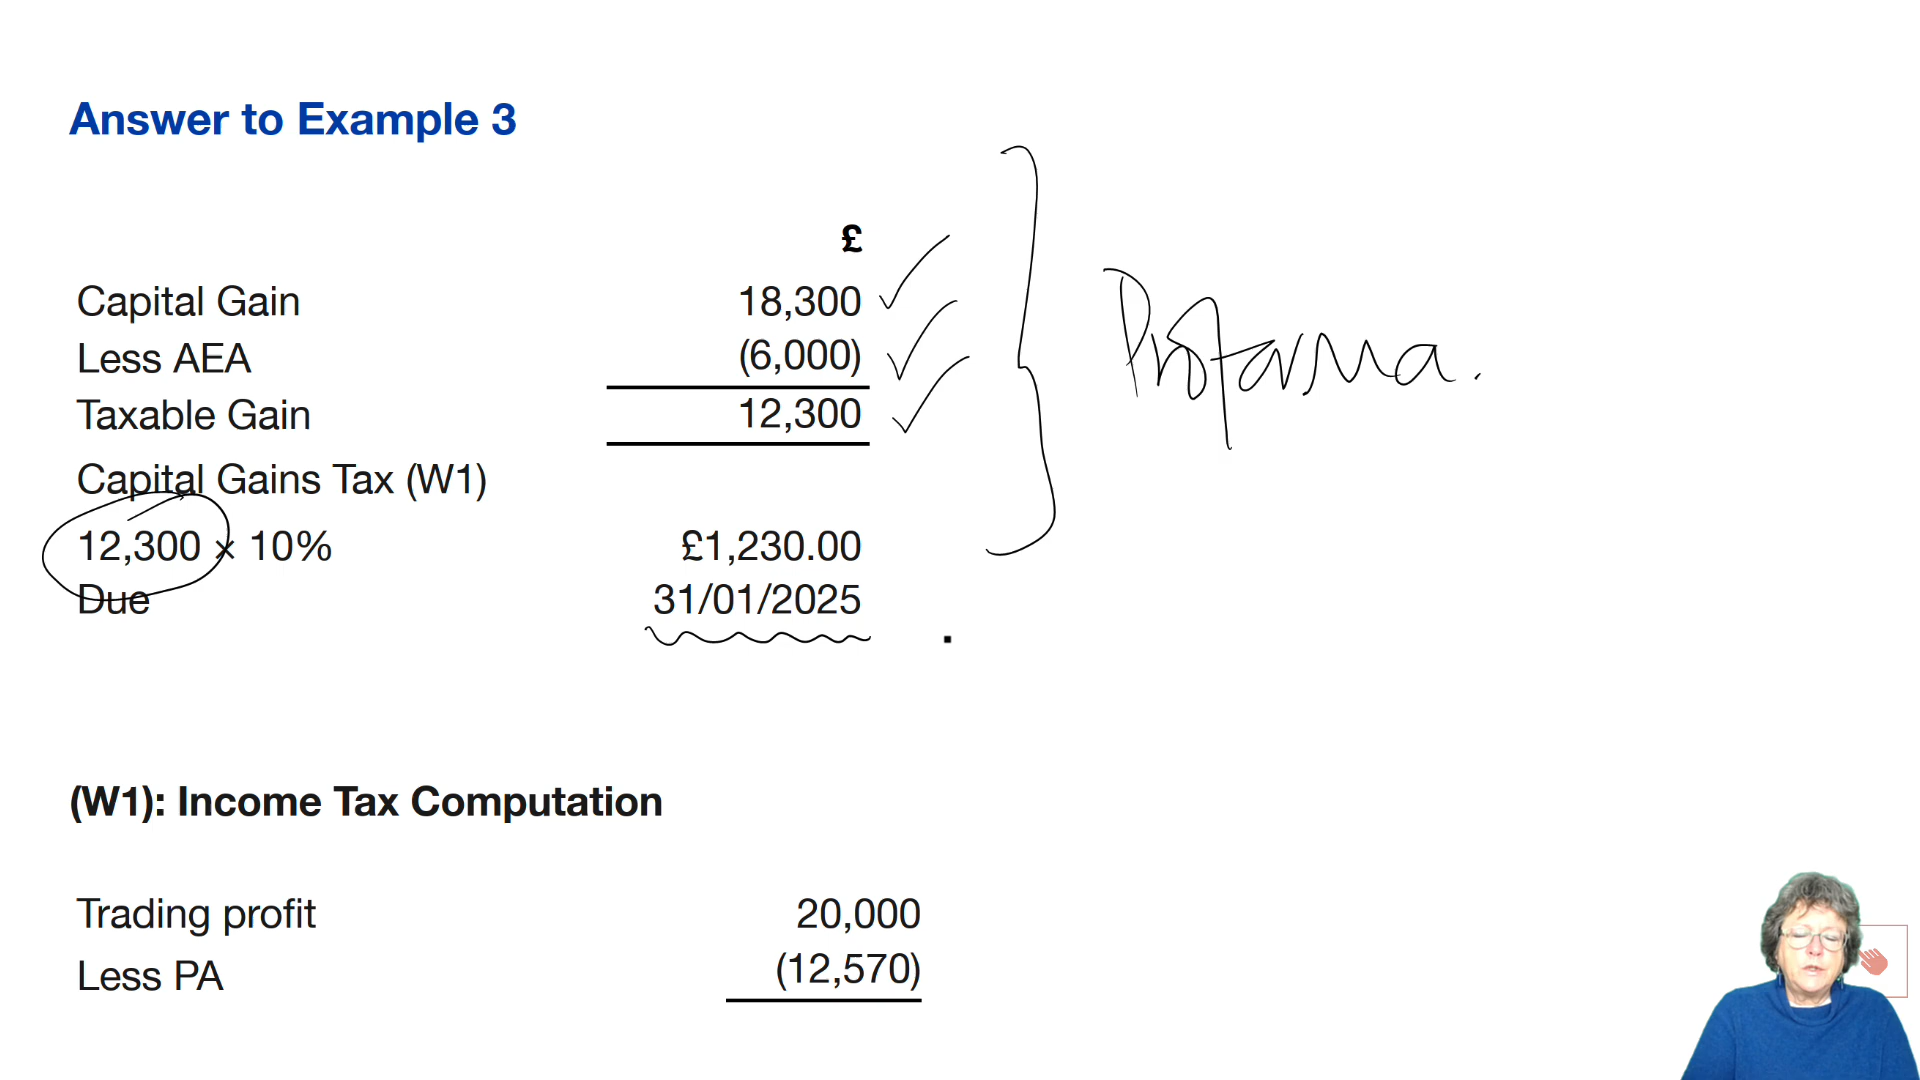 Answer to Example 3
£
Capital Gain 18,300
Less AEA (6,000)
Taxable Gain 12,300
Proforma.
Capital Gains Tax (W1)
12,300 × 10% £1,230.00
Due 31/01/2025
(W1): Income Tax Computation
Trading profit 20,000
Less PA (12,570)